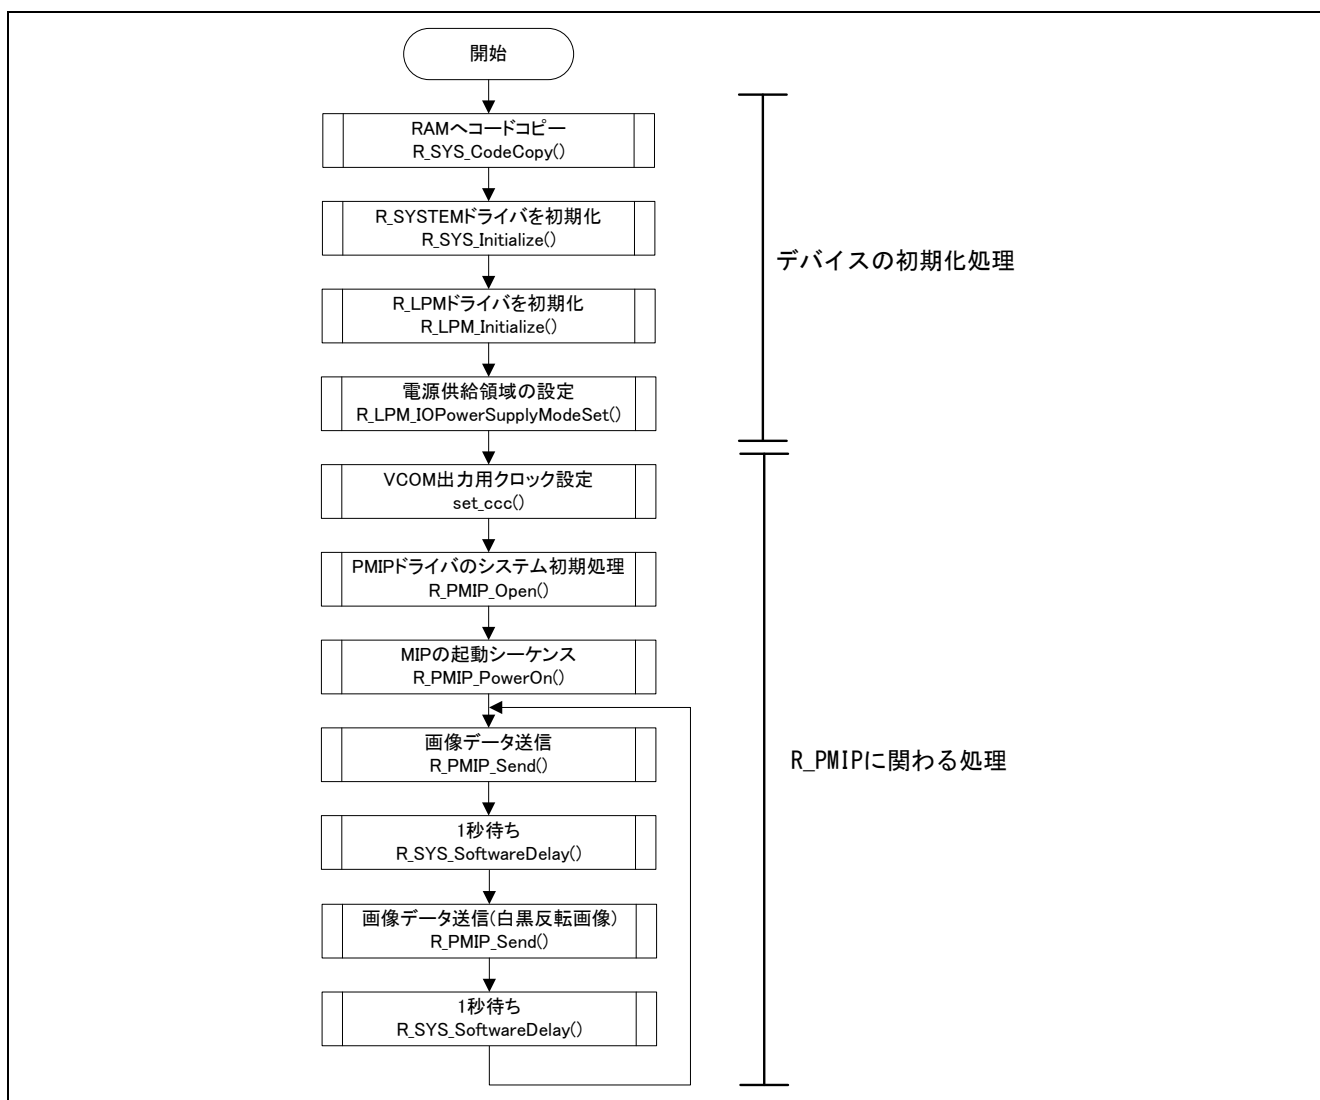 開始
RAMへコードコピー
R_SYS_CodeCopy()
R_SYSTEMドライバを初期化
R_SYS_Initialize()
R_LPMドライバを初期化
R_LPM_Initialize()
電源供給領域の設定
R_LPM_IOPowerSupplyModeSet()
デバイスの初期化処理
VCOM出力用クロック設定
set_ccc()
PMIPドライバのシステム初期処理
R_PMIP_Open()
MIPの起動シーケンス
R_PMIP_PowerOn()
画像データ送信
R_PMIP_Send()
1秒待ち
R_SYS_SoftwareDelay()
画像データ送信(白黒反転画像)
R_PMIP_Send()
1秒待ち
R_SYS_SoftwareDelay()
R_PMIPに関わる処理